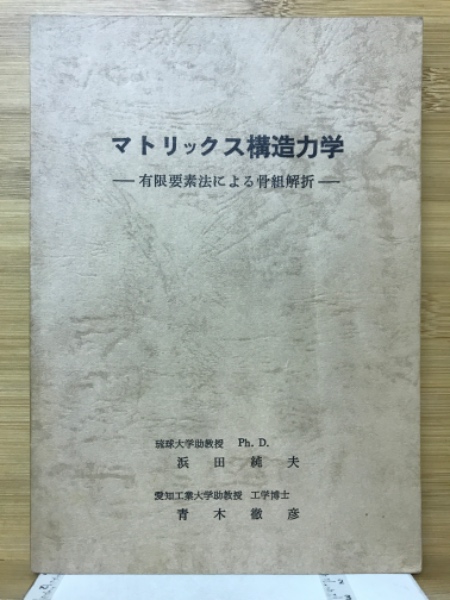 マトリックス構造力学
—有限要素法による骨組解折—
琉球大学助教授 Ph. D.
浜田純夫
愛知工業大学助教授 工学博士
青木徹彦